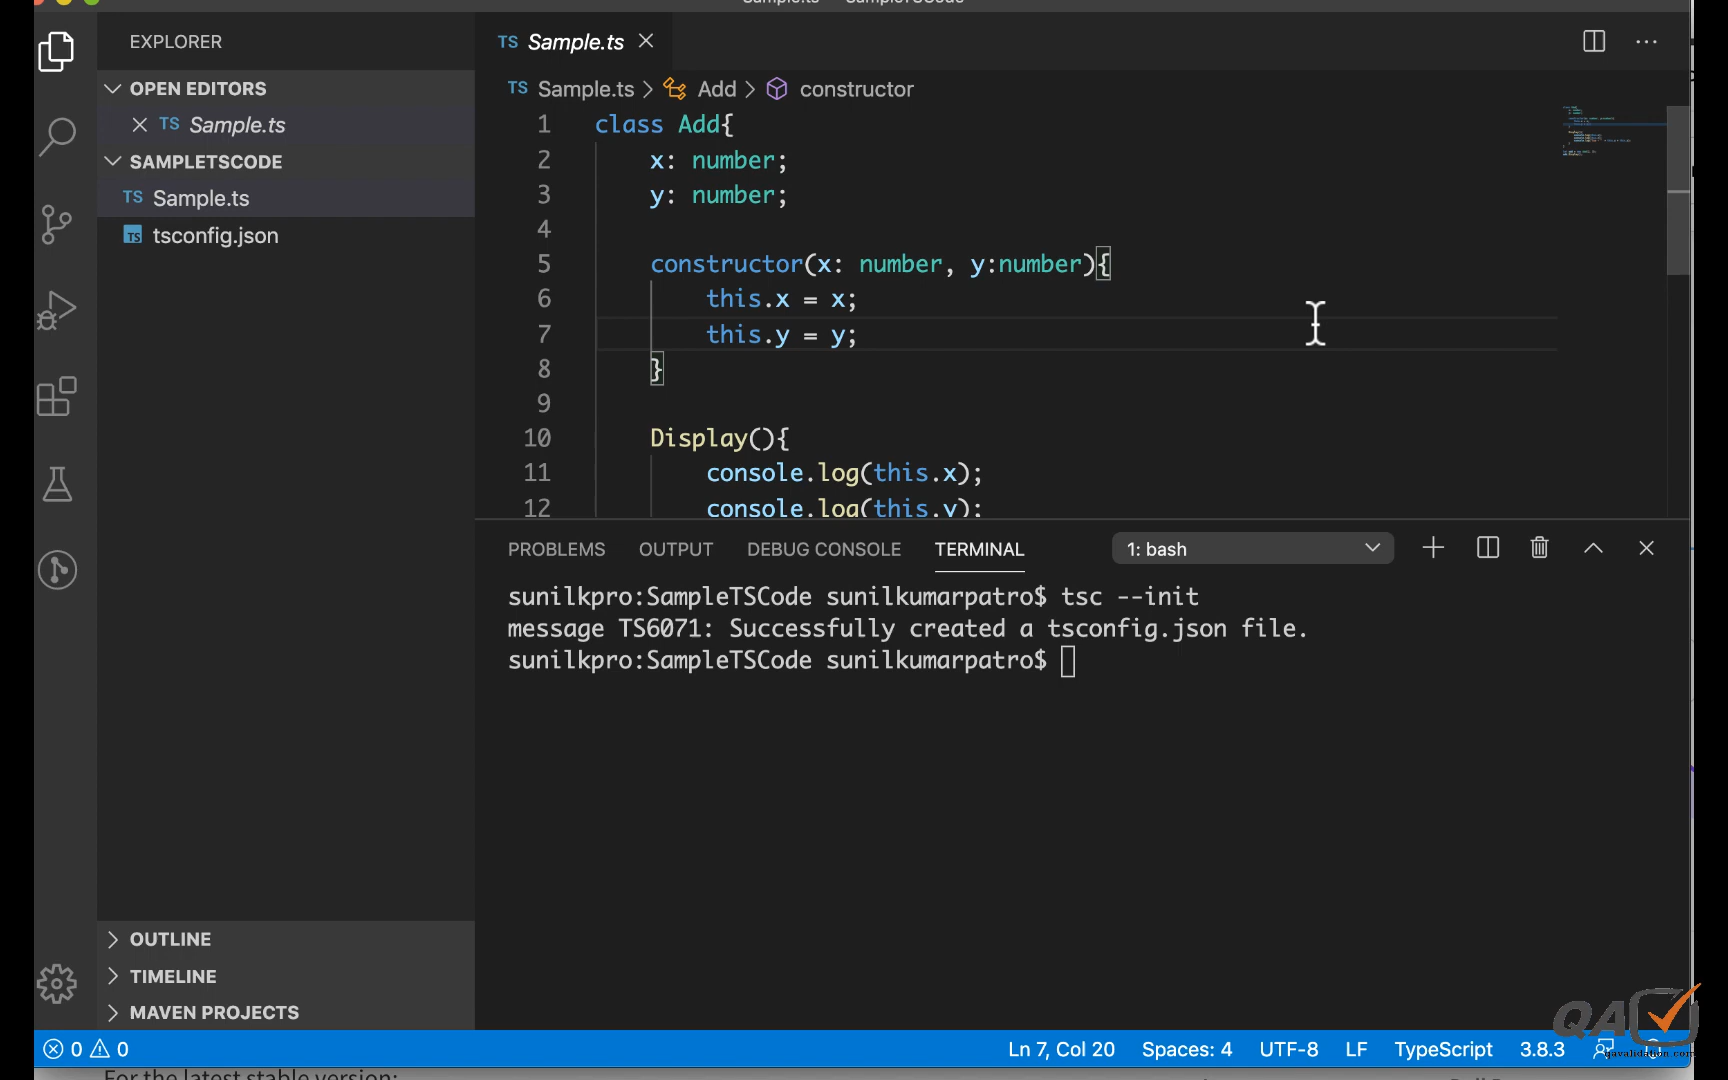 EXPLORER
OPEN EDITORS
TS Sample.ts
SAMPLETSCODE
TS Sample.ts
TS tsconfig.json
OUTLINE
TIMELINE
MAVEN PROJECTS
TS Sample.ts
TS Sample.ts > Add > constructor
1 class Add{
2 x: number;
3 y: number;
4
5 constructor(x: number, y:number){
6 this.x = x;
7 this.y = y;
8 }
9
10 Display(){
11 console.log(this.x);
12 console.log(this.y);
PROBLEMS OUTPUT DEBUG CONSOLE TERMINAL 1: bash
sunilkpro:SampleTSCode sunilkumarpatro$ tsc --init
message TS6071: Successfully created a tsconfig.json file.
sunilkpro:SampleTSCode sunilkumarpatro$
0 0 Ln 7, Col 20 Spaces: 4 UTF-8 LF TypeScript 3.8.3
QA
qavalidation.com
For the latest stable version: